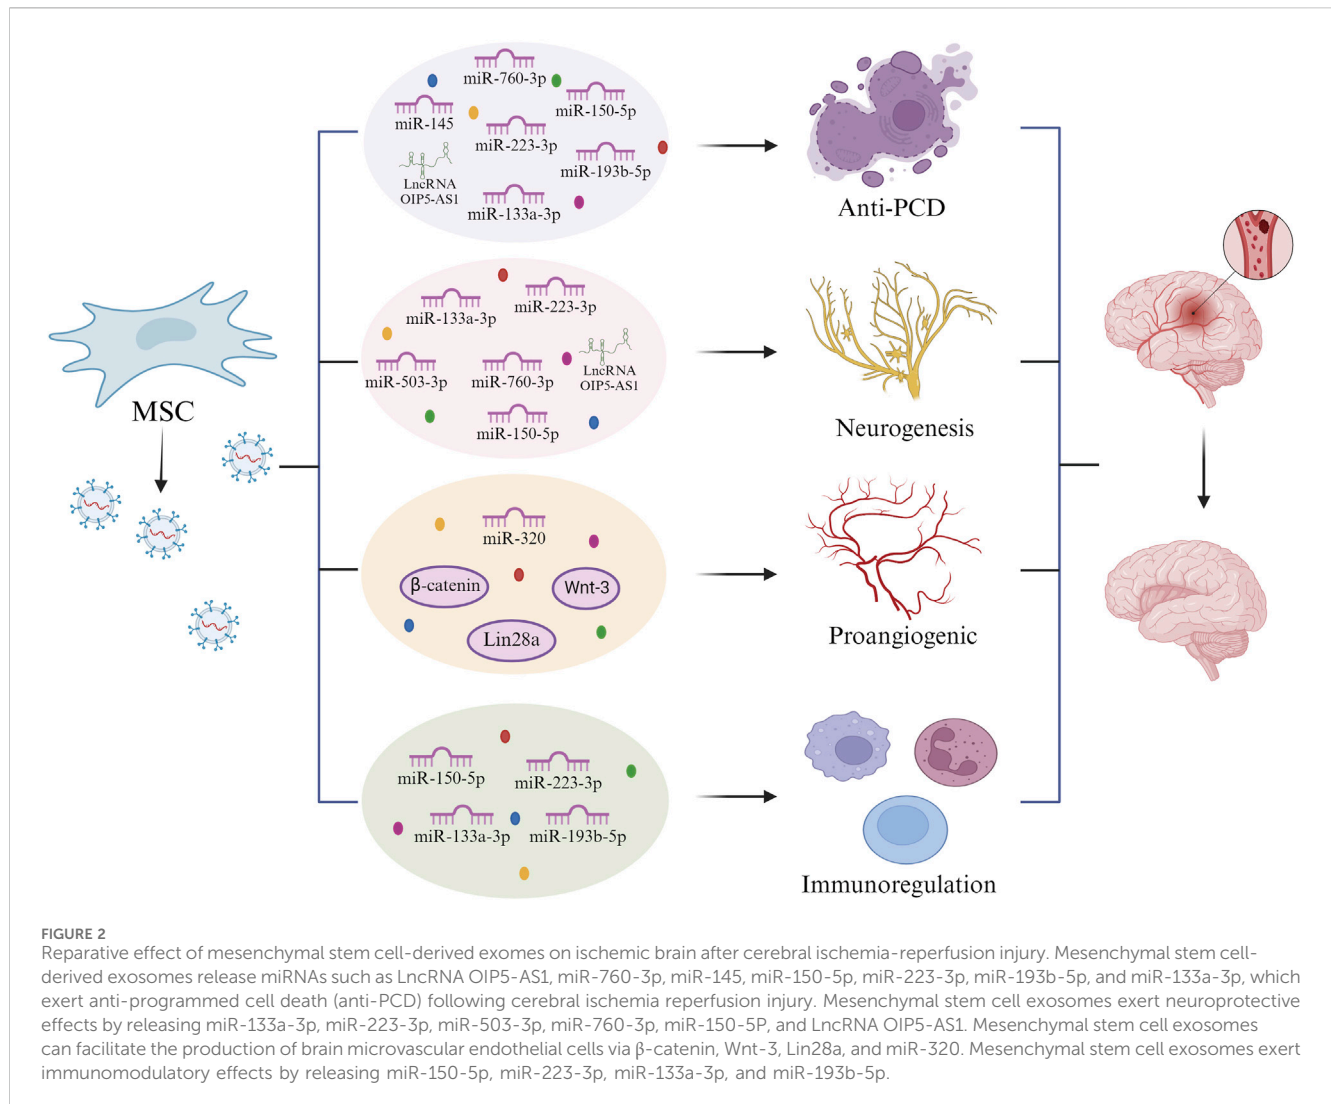 miR-760-3p
miR-145
miR-150-5p
miR-223-3p
LncRNA
OIP5-AS1
miR-193b-5p
miR-133a-3p
Anti-PCD
MSC
miR-133a-3p
miR-223-3p
miR-503-3p
miR-760-3p
LncRNA
OIP5-AS1
miR-150-5p
Neurogenesis
miR-320
β-catenin
Wnt-3
Lin28a
Proangiogenic
miR-150-5p
miR-223-3p
miR-133a-3p
miR-193b-5p
Immunoregulation
FIGURE 2
Reparative effect of mesenchymal stem cell-derived exomes on ischemic brain after cerebral ischemia-reperfusion injury. Mesenchymal stem cell-
derived exosomes release miRNAs such as LncRNA OIP5-AS1, miR-760-3p, miR-145, miR-150-5p, miR-223-3p, miR-193b-5p, and miR-133a-3p, which
exert anti-programmed cell death (anti-PCD) following cerebral ischemia reperfusion injury. Mesenchymal stem cell exosomes exert neuroprotective
effects by releasing miR-133a-3p, miR-223-3p, miR-503-3p, miR-760-3p, miR-150-5P, and LncRNA OIP5-AS1. Mesenchymal stem cell exosomes
can facilitate the production of brain microvascular endothelial cells via β-catenin, Wnt-3, Lin28a, and miR-320. Mesenchymal stem cell exosomes exert
immunomodulatory effects by releasing miR-150-5p, miR-223-3p, miR-133a-3p, and miR-193b-5p.